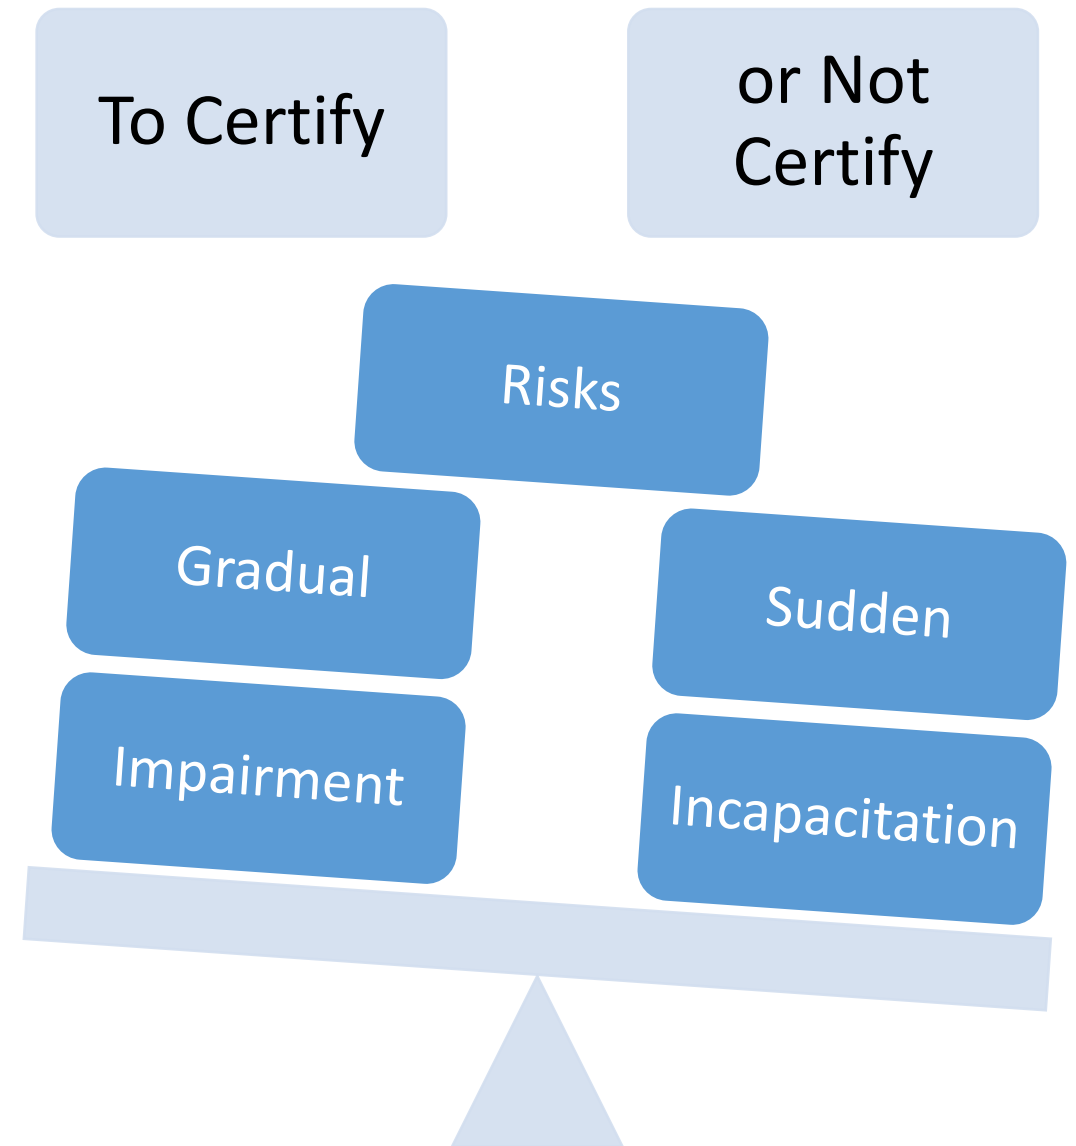 To Certify
or Not
Certify
Risks
Gradual
Sudden
Impairment
Incapacitation